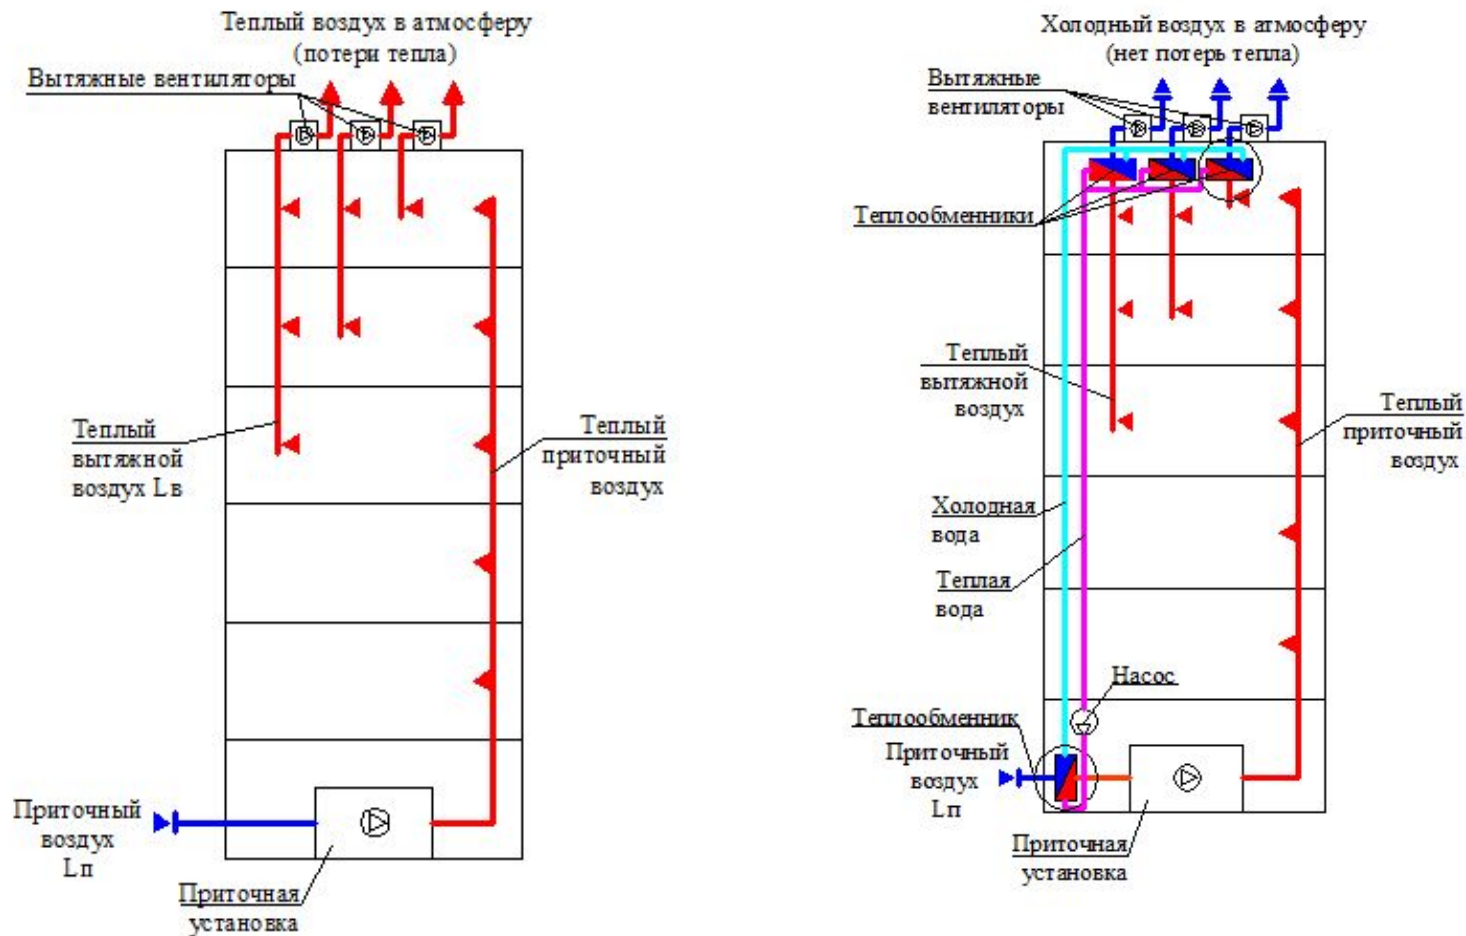 Теплый воздух в атмосферу
(потери тепла)
Вытяжные вентиляторы
Теплый
вытяжной
воздух Lв
Теплый
приточный
воздух
Приточный
воздух
Lп
Приточная
установка
Холодный воздух в атмосферу
(нет потерь тепла)
Вытяжные
вентиляторы
Теплообменники
Теплый
вытяжной
воздух
Теплый
приточный
воздух
Холодная
вода
Теплая
вода
Насос
Теплообменник
Приточный
воздух
Lп
Приточная
установка